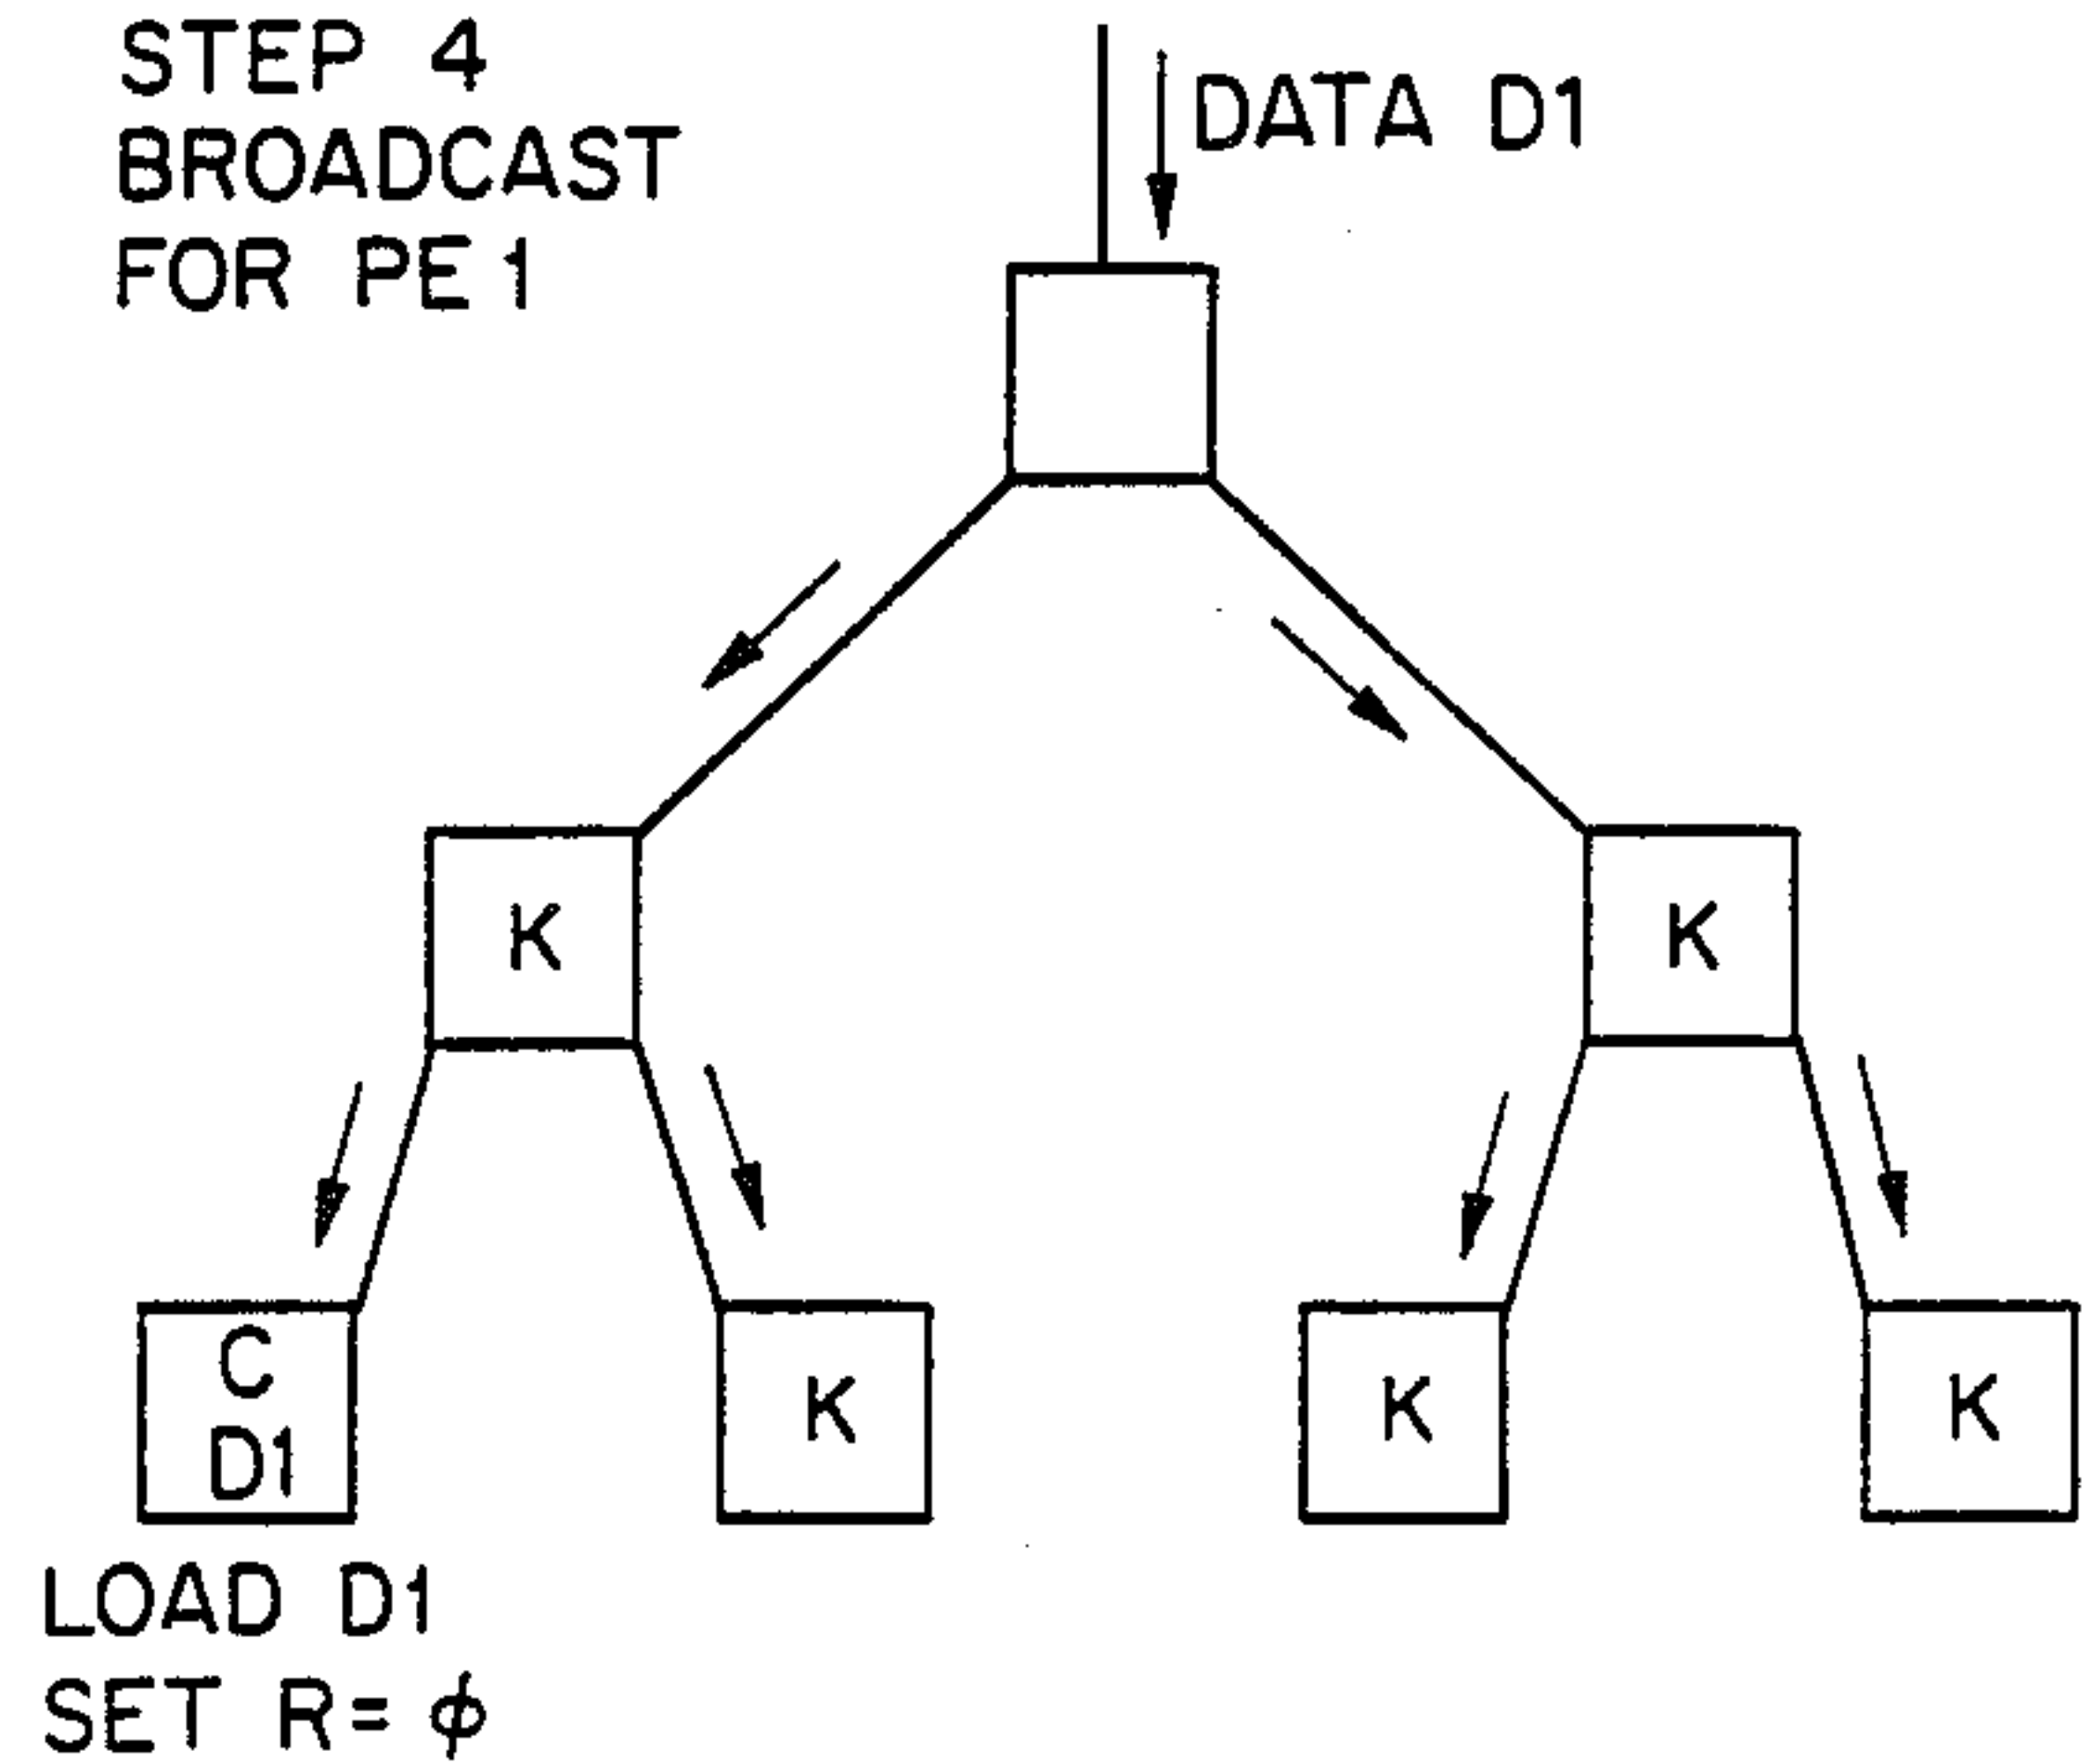 STEP 4
BROADCAST
FOR PE 1
DATA D1
K
K
C
D1
K
K
K
LOAD D1
SET R= ϕ